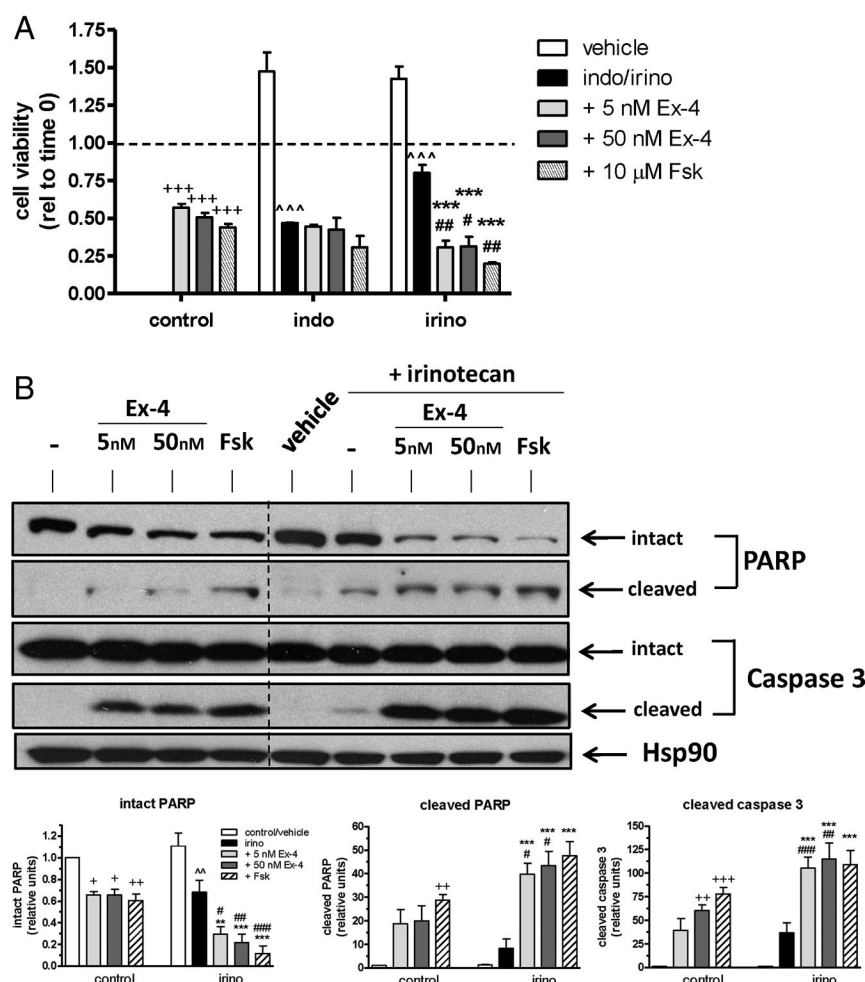 A
cell viability
(rel to time 0)
1.75
1.50
1.25
1.00
0.75
0.50
0.25
0.00
+++
+++
+++
^^^
^^^
***
##
***
#
***
##
control
indo
irino
vehicle
indo/irino
+ 5 nM Ex-4
+ 50 nM Ex-4
+ 10 μM Fsk
B
+ irinotecan
Ex-4
vehicle
Ex-4
- 5nM 50nM Fsk - 5nM 50nM Fsk
intact
PARP
cleaved
intact
Caspase 3
cleaved
Hsp90
intact PARP
intact PARP
(relative units)
1.4
1.2
1.0
0.8
0.6
0.4
0.2
0.0
+
+
++
^^
#
**
##
***
###
***
control/vehicle
irino
+ 5 nM Ex-4
+ 50 nM Ex-4
+ Fsk
control
irino
cleaved PARP
cleaved PARP
(relative units)
60
45
30
15
0
++
***
#
***
#
***
control
irino
cleaved caspase 3
cleaved caspase 3
(relative units)
150
125
100
75
50
25
0
++
+++
***
###
***
##
***
control
irino